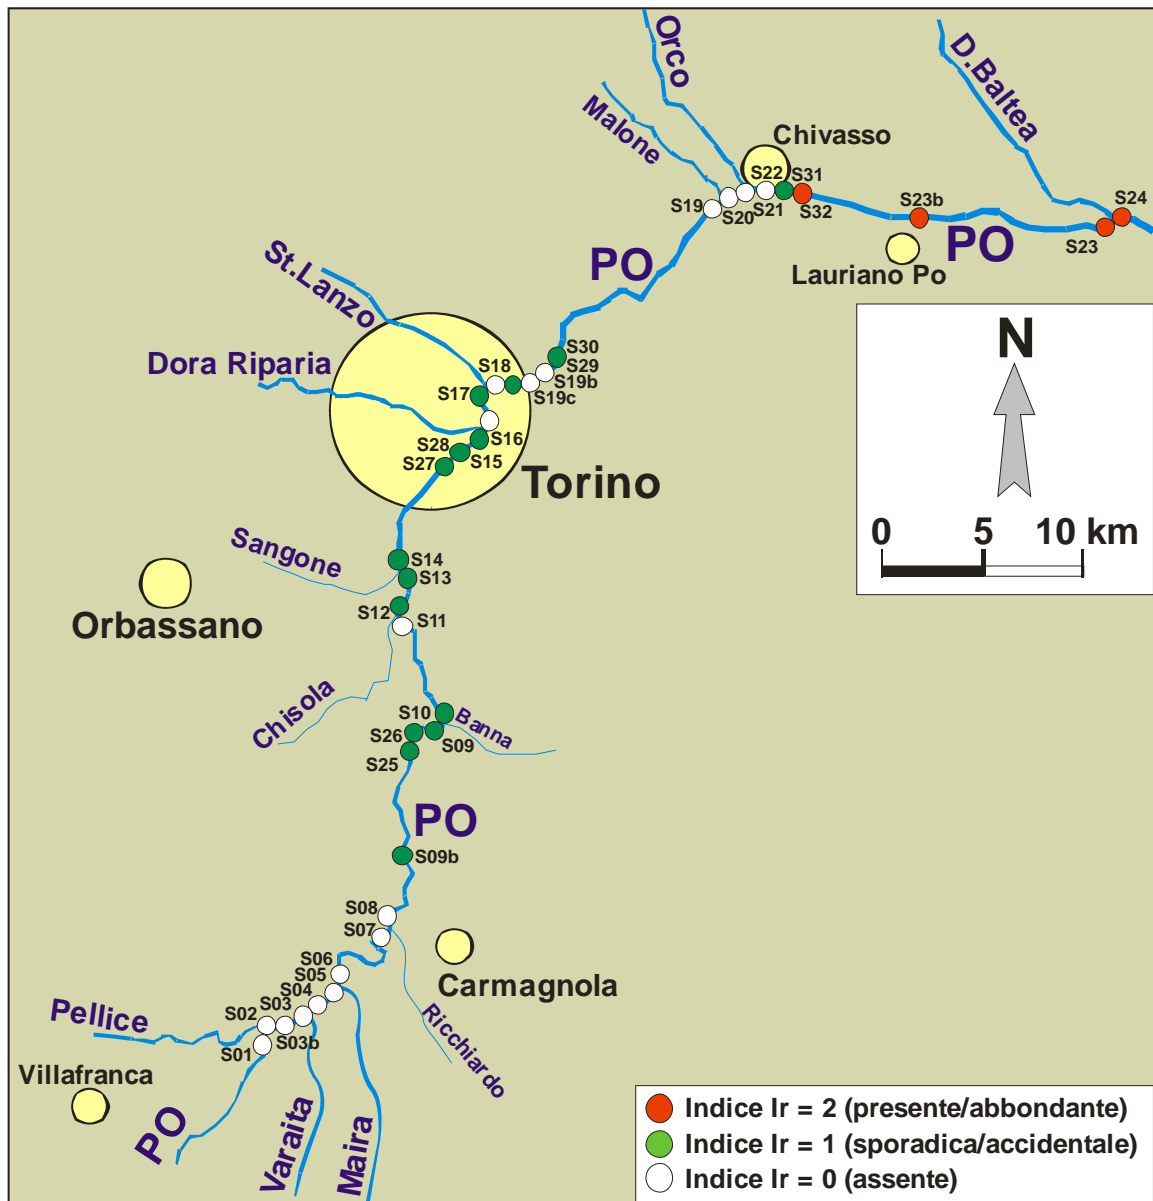 Orco
D.Baltea
Malone
Chivasso
S22
S31
S19
S20
S21
S32
S23b
S24
S23
PO
PO
Lauriano Po
St.Lanzo
Dora Riparia
S30
S29
S18
S19b
S17
S19c
S16
S28
S15
S27
Torino
N
0 5 10 km
Sangone
S14
S13
S12
S11
Orbassano
Chisola
S10
Banna
S26
S09
S25
PO
S09b
S08
S07
Carmagnola
S06
S05
S04
S03
S02
S03b
S01
Pellice
Ricchiardo
Villafranca
PO
Varaita
Maira
Indice Ir = 2 (presente/abbondante)
Indice Ir = 1 (sporadica/accidentale)
Indice Ir = 0 (assente)